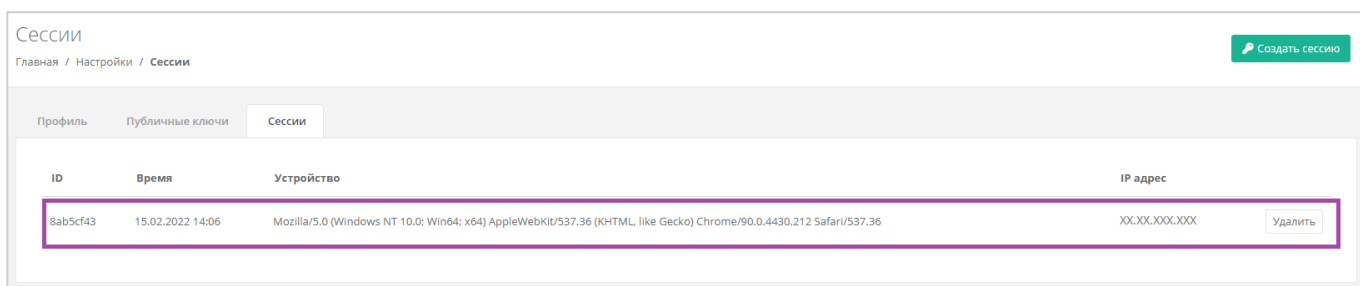 Сессии
Создать сессию
Главная / Настройки / Сессии
Профиль Публичные ключи Сессии
ID Время Устройство IP адрес
8ab5cf43 15.02.2022 14:06 Mozilla/5.0 (Windows NT 10.0; Win64; x64) AppleWebKit/537.36 (KHTML, like Gecko) Chrome/90.0.4430.212 Safari/537.36 XX.XX.XXX.XXX Удалить